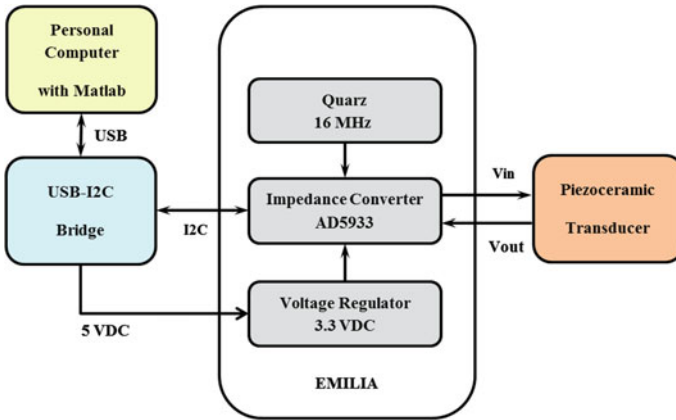 Personal
Computer
with Matlab
USB
USB-I2C
Bridge
I2C
5 VDC
Quarz
16 MHz
Impedance Converter
AD5933
Voltage Regulator
3.3 VDC
EMILIA
Vin
Vout
Piezoceramic
Transducer